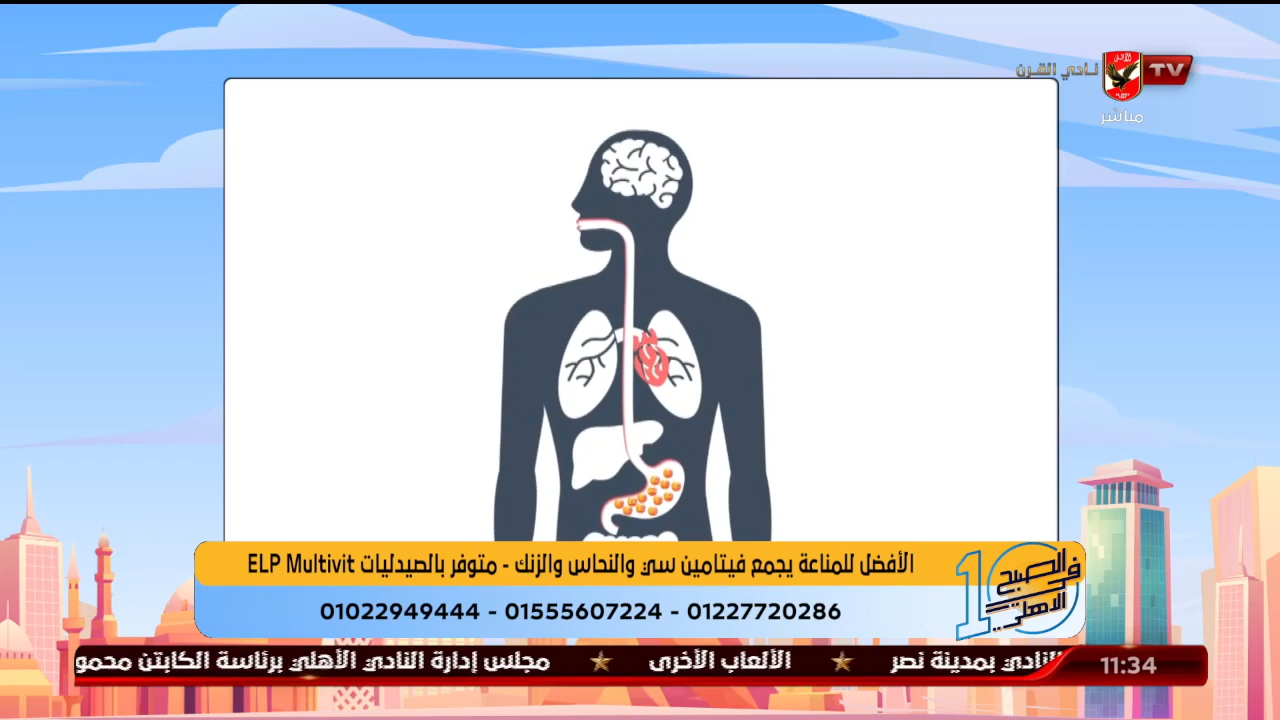 نادي القرن
TV
مباشر
الأفضل للمناعة يجمع فيتامين سي والنحاس والزنك - متوفر بالصيدليات ELP Multivit
01022949444 - 01555607224 - 01227720286
10 الصبح في الأهلي..
النادي بمدينة نصر ★ الألعاب الأخرى ★ مجلس إدارة النادي الأهلي برئاسة الكابتن محمو
11:34